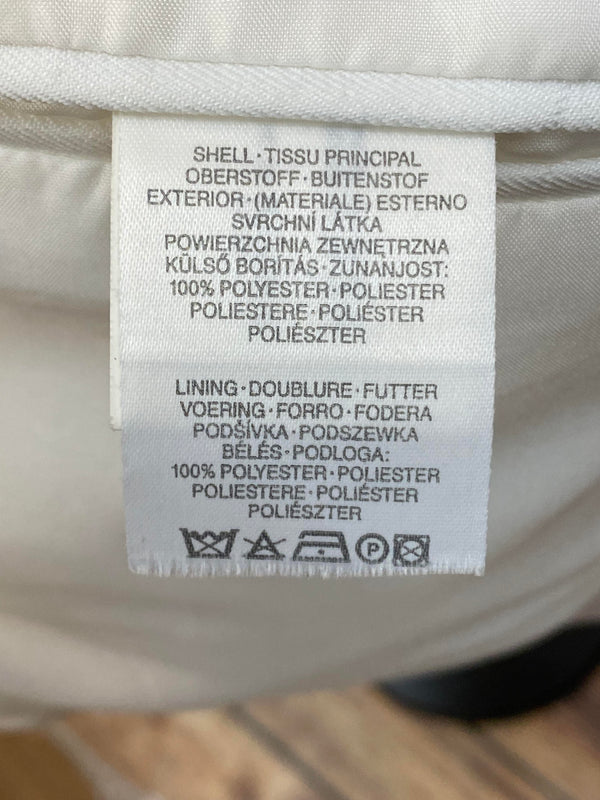 SHELL·TISSU PRINCIPAL
OBERSTOFF·BUITENSTOF
EXTERIOR·(MATERIALE) ESTERNO
SVRCHNÍ LÁTKA
POWIERZCHNIA ZEWNĘTRZNA
KÜLSŐ BORÍTÁS·ZUNANJOST:
100% POLYESTER·POLIESTER
POLIESTERE·POLIÉSTER
POLIÉSZTER
LINING·DOUBLURE·FUTTER
VOERING·FORRO·FODERA
PODŠÍVKA·PODSZEWKA
BÉLÉS·PODLOGA:
100% POLYESTER·POLIESTER
POLIESTERE·POLIÉSTER
POLIÉSZTER
P